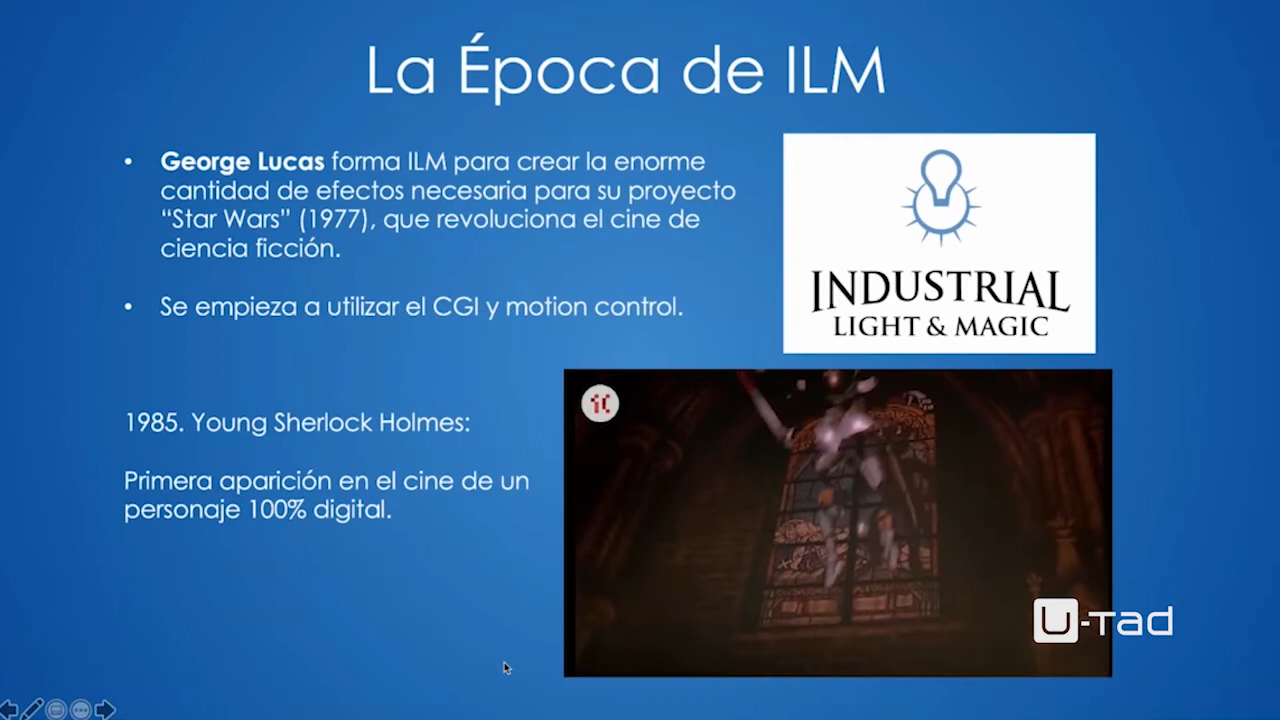 La Época de ILM
• George Lucas forma ILM para crear la enorme
cantidad de efectos necesaria para su proyecto
“Star Wars” (1977), que revoluciona el cine de
ciencia ficción.
• Se empieza a utilizar el CGI y motion control.
INDUSTRIAL
LIGHT & MAGIC
1985. Young Sherlock Holmes:
Primera aparición en el cine de un
personaje 100% digital.
U-Tad